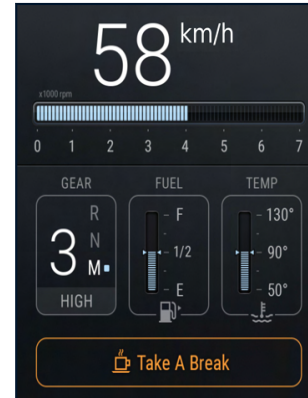 58 km/h
x1000 rpm
0 1 2 3 4 5 6 7
GEAR FUEL TEMP
R F 130°
3 N 1/2 90°
M E 50°
HIGH
Take A Break